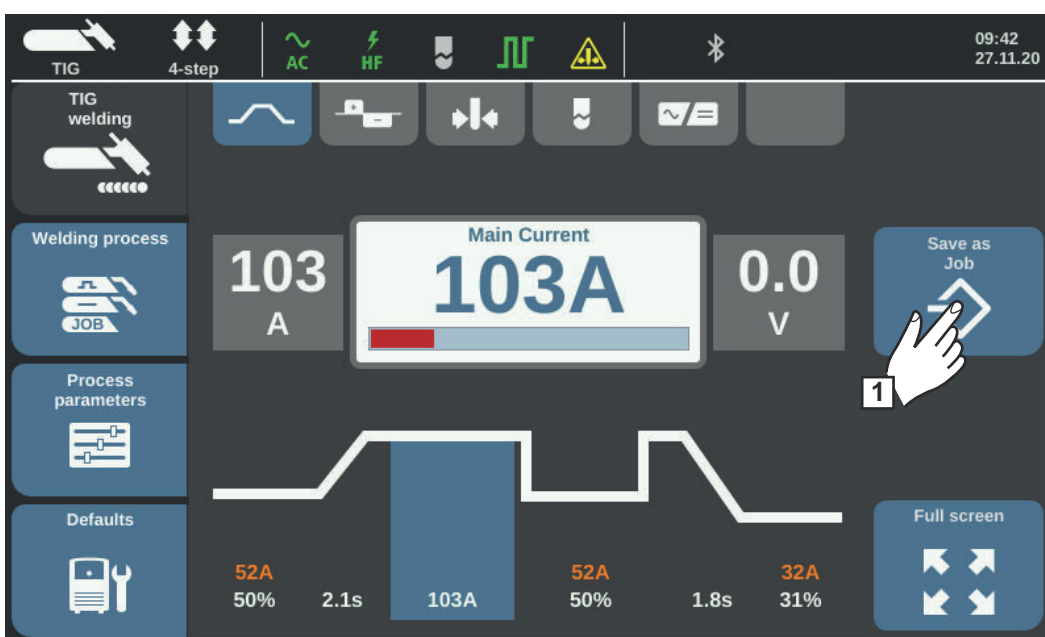 TIG
4-step
AC
HF
09:42
27.11.20
TIG
welding
Welding process
JOB
Process
parameters
Defaults
103
A
Main Current
103A
0.0
V
Save as
Job
1
52A
50%
2.1s
103A
52A
50%
1.8s
32A
31%
Full screen